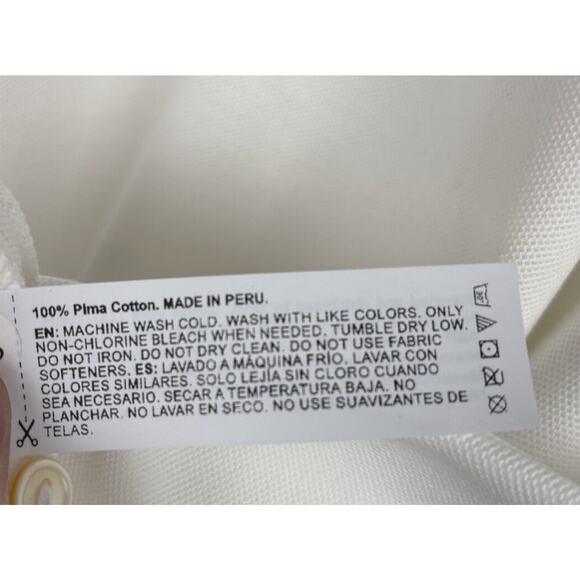 100% Pima Cotton. MADE IN PERU.
EN: MACHINE WASH COLD. WASH WITH LIKE COLORS. ONLY
NON-CHLORINE BLEACH WHEN NEEDED. TUMBLE DRY LOW.
DO NOT IRON. DO NOT DRY CLEAN. DO NOT USE FABRIC
SOFTENERS. ES: LAVADO A MÁQUINA FRÍO. LAVAR CON
COLORES SIMILARES. SOLO LEJÍA SIN CLORO CUANDO
SEA NECESARIO. SECAR A TEMPERATURA BAJA. NO
PLANCHAR. NO LAVAR EN SECO. NO USE SUAVIZANTES DE
TELAS.